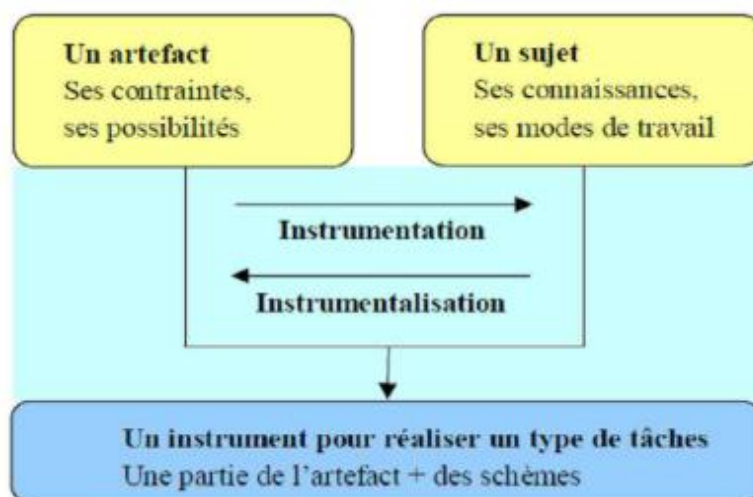 Un artefact
Ses contraintes,
ses possibilités
Un sujet
Ses connaissances,
ses modes de travail
Instrumentation
Instrumentalisation
Un instrument pour réaliser un type de tâches
Une partie de l'artefact + des schèmes